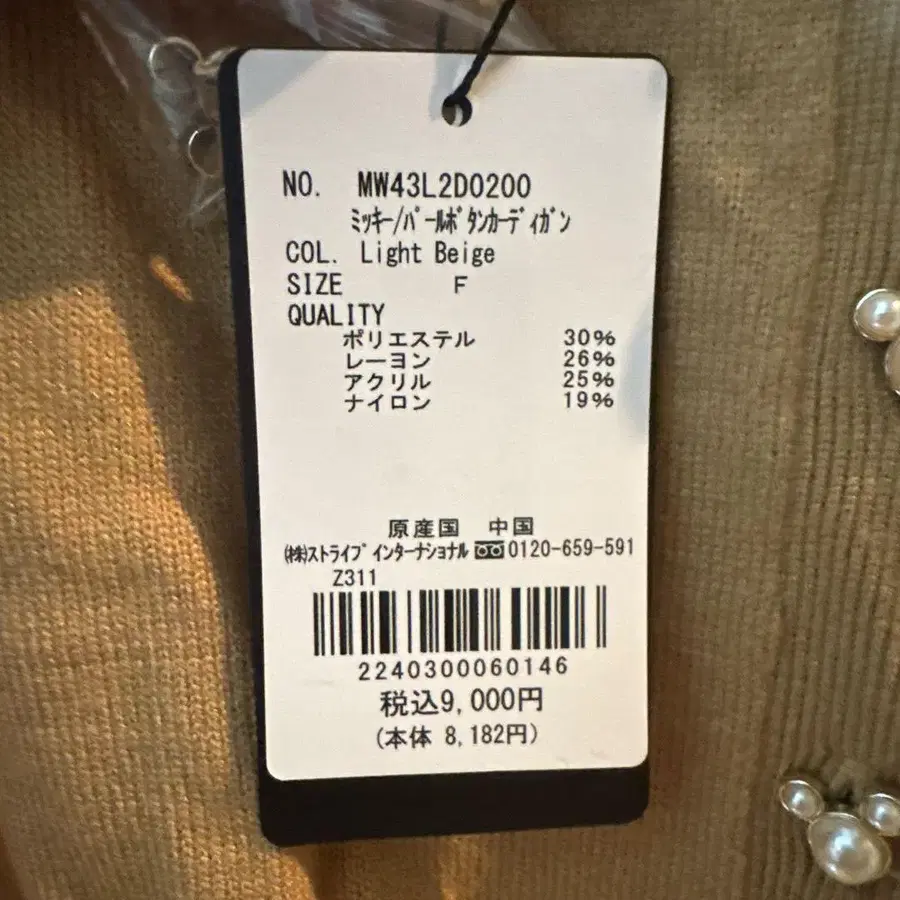 NO. MW43L2D0200
ﾐｯｷｰ/ﾊﾟｰﾙﾎﾞﾀﾝｶｰﾃﾞｨｶﾞﾝ
COL. Light Beige
SIZE F
QUALITY
ポリエステル 30%
レーヨン 26%
アクリル 25%
ナイロン 19%
原産国 中国
㈱ｽﾄﾗｲﾌﾟｲﾝﾀｰﾅｼｮﾅﾙ 0120-659-591
Z311
2240300060146
税込9,000円
(本体 8,182円)